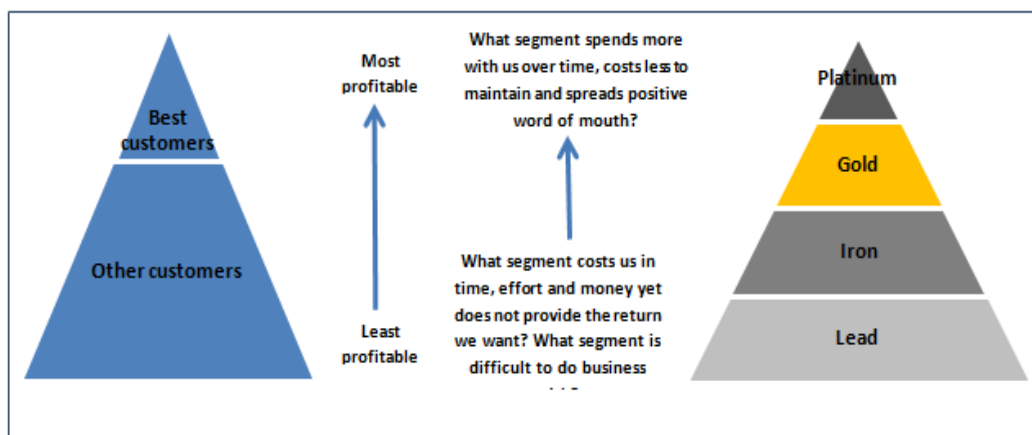 Best
customers
Other customers
Most
profitable
Least
profitable
What segment spends more
with us over time, costs less to
maintain and spreads positive
word of mouth?
What segment costs us in
time, effort and money yet
does not provide the return
we want? What segment is
difficult to do business
Platinum
Gold
Iron
Lead